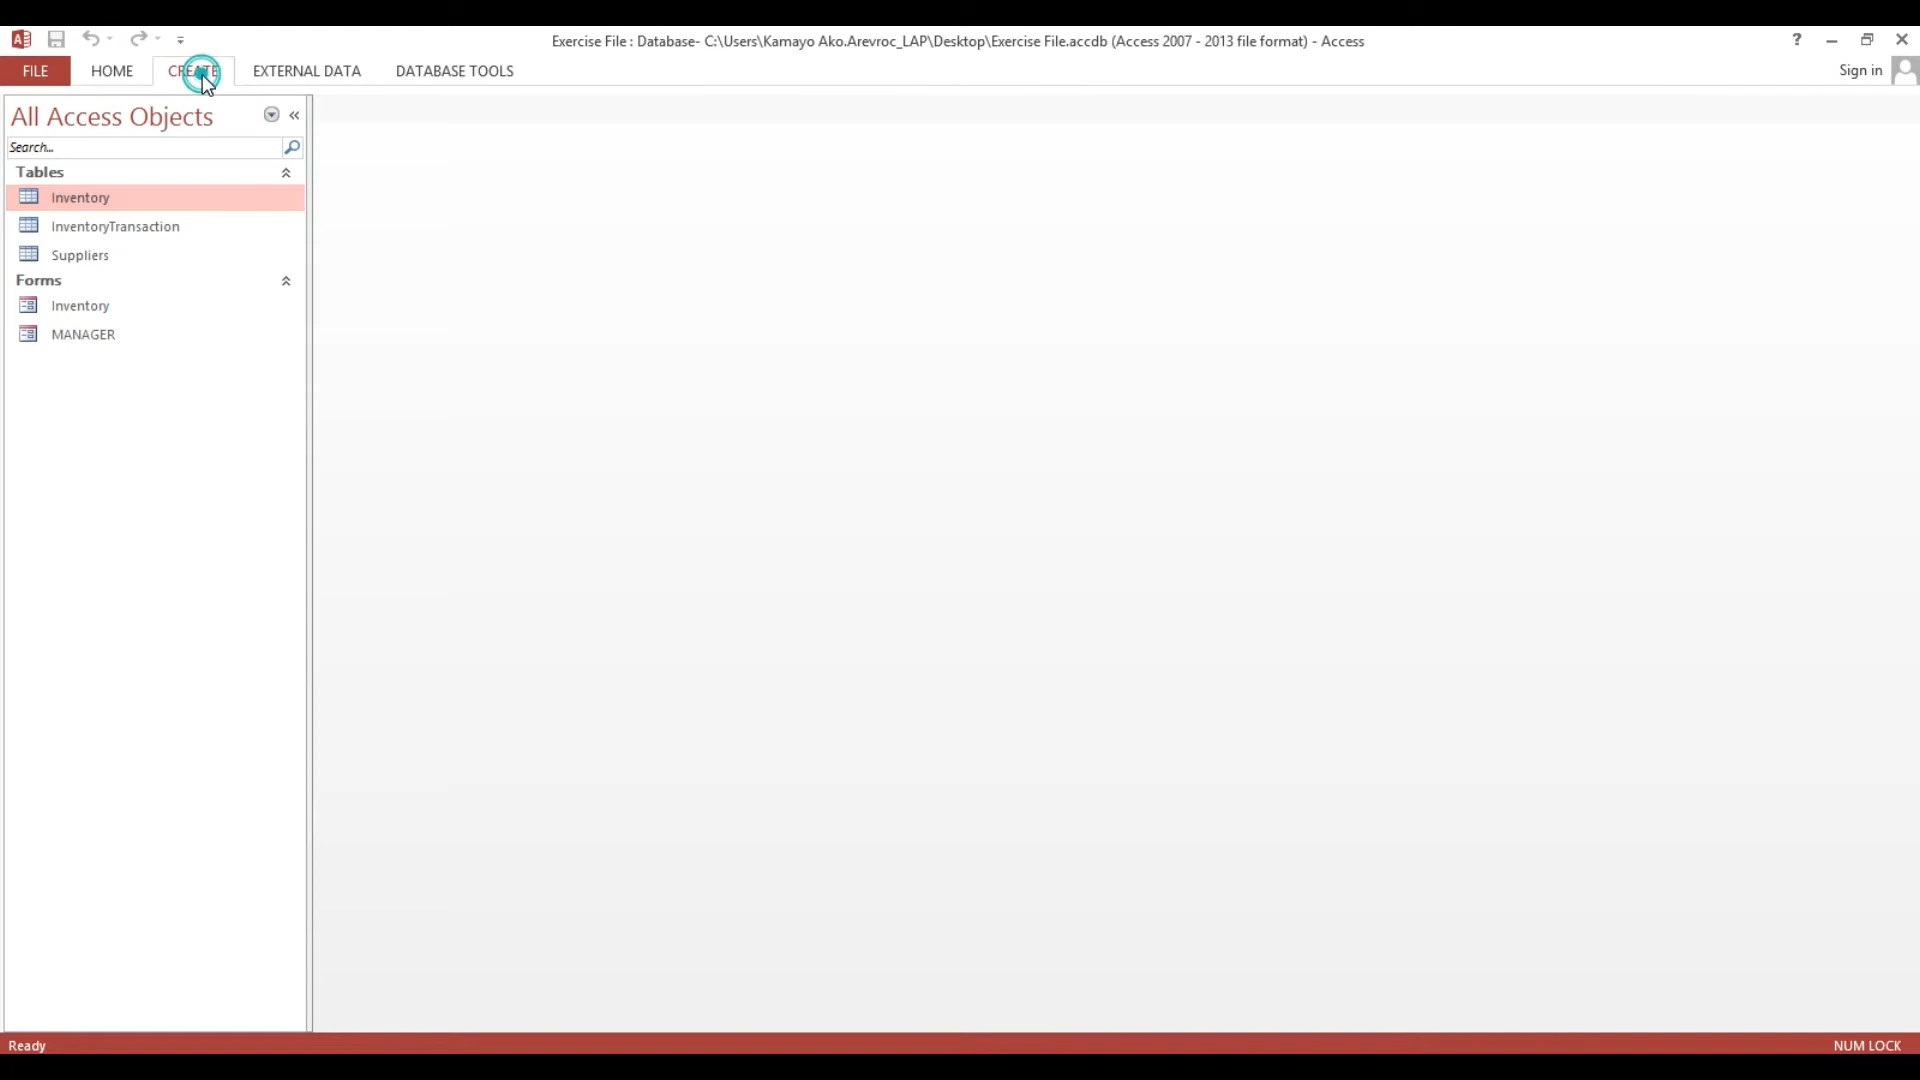 Exercise File : Database- C:\Users\Kamayo Ako.Arevroc_LAP\Desktop\Exercise File.accdb (Access 2007 - 2013 file format) - Access
FILE HOME CREATE EXTERNAL DATA DATABASE TOOLS Sign in
All Access Objects
Search...
Tables
Inventory
InventoryTransaction
Suppliers
Forms
Inventory
MANAGER
Ready NUM LOCK